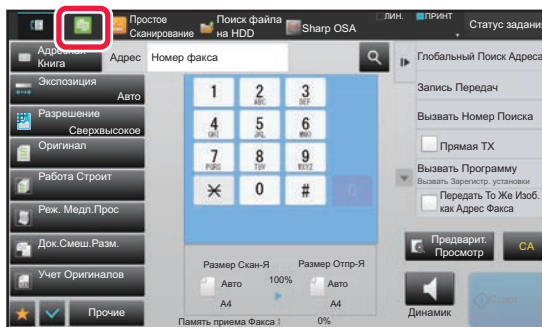 Простое
Сканирование
Поиск файла
на HDD
Sharp OSA
ЛИН.
ПРИНТ
Статус задани
Адресная
Книга
Адрес
Номер факса
Глобальный Поиск Адреса
Экспозиция
Авто
Запись Передач
Разрешение
Сверхвысокое
Вызвать Номер Поиска
Оригинал
Прямая TX
Работа Строит
Вызвать Программу
Вызвать Зарегистр. установки
Реж. Медл.Прос
Передать То Же Изоб.
как Адрес Факса
Док.Смеш.Разм.
Предварит.
Просмотр
CA
Учет Оригиналов
Прочие
1
2
ABC
3
DEF
4
GHI
5
JKL
6
MNO
7
PQRS
8
TUV
9
WXYZ
0
#
Размер Скан-Я
Размер Отпр-Я
Авто
100%
Авто
A4
A4
Память приема Факса
0%
Динамик
Старт